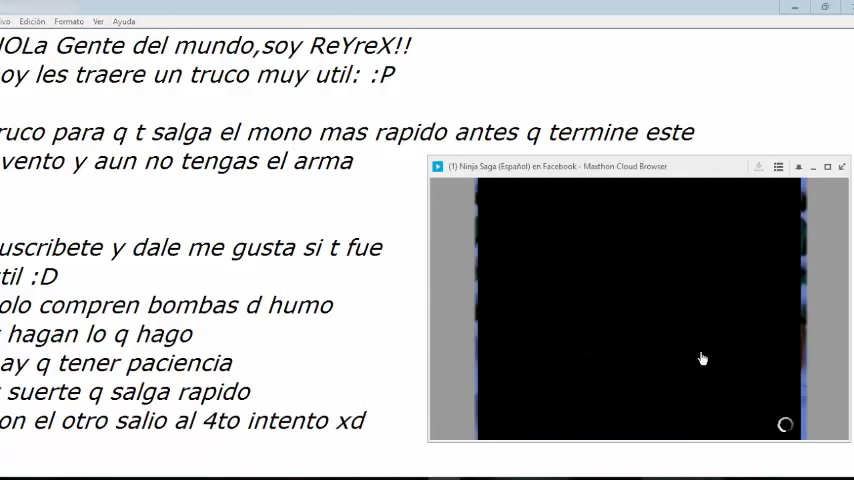 ivo Edición Formato Ver Ayuda
HOLa Gente del mundo,soy ReYreX!!
oy les traere un truco muy util: :P
ruco para q t salga el mono mas rapido antes q termine este
vento y aun no tengas el arma
(1) Ninja Saga (Español) en Facebook - Maxthon Cloud Browser
uscribete y dale me gusta si t fue
til :D
olo compren bombas d humo
y hagan lo q hago
ay q tener paciencia
y suerte q salga rapido
on el otro salio al 4to intento xd